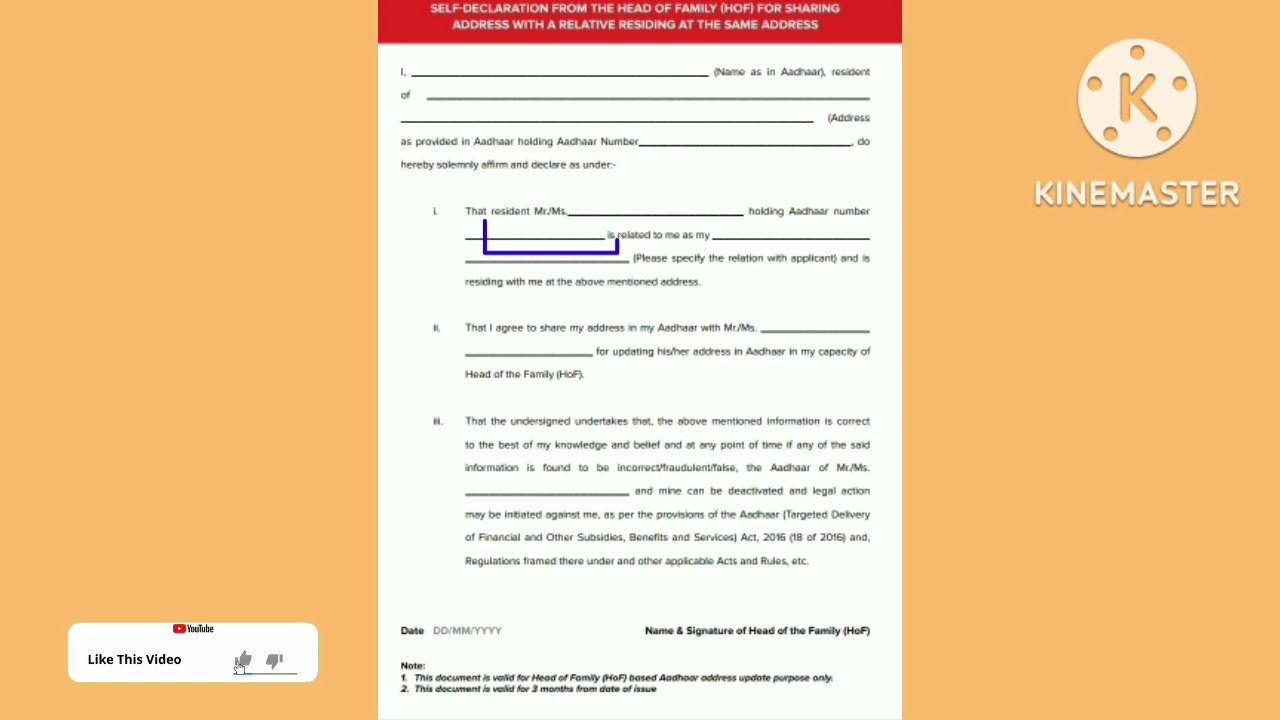 SELF-DECLARATION FROM THE HEAD OF FAMILY (HOF) FOR SHARING
ADDRESS WITH A RELATIVE RESIDING AT THE SAME ADDRESS
I, ______________ (Name as in Aadhaar), resident
of ______________
______________ (Address
as provided in Aadhaar holding Aadhaar Number______________, do
hereby solemnly affirm and declare as under:-
i. That resident Mr./Ms.______________ holding Aadhaar number
______________ is related to me as my ______________
______________ (Please specify the relation with applicant) and is
residing with me at the above mentioned address.
ii. That I agree to share my address in my Aadhaar with Mr./Ms. ______________
______________ for updating his/her address in Aadhaar in my capacity of
Head of the Family (HoF).
iii. That the undersigned undertakes that, the above mentioned information is correct
to the best of my knowledge and belief and at any point of time if any of the said
information is found to be incorrect/fraudulent/false, the Aadhaar of Mr./Ms.
______________ and mine can be deactivated and legal action
may be initiated against me, as per the provisions of the Aadhaar (Targeted Delivery
of Financial and Other Subsidies, Benefits and Services) Act, 2016 (18 of 2016) and,
Regulations framed there under and other applicable Acts and Rules, etc.
Date DD/MM/YYYY Name & Signature of Head of the Family (HoF)
Note:
1. This document is valid for Head of Family (HoF) based Aadhaar address update purpose only.
2. This document is valid for 3 months from date of issue
K
KINEMASTER
YouTube
Like This Video